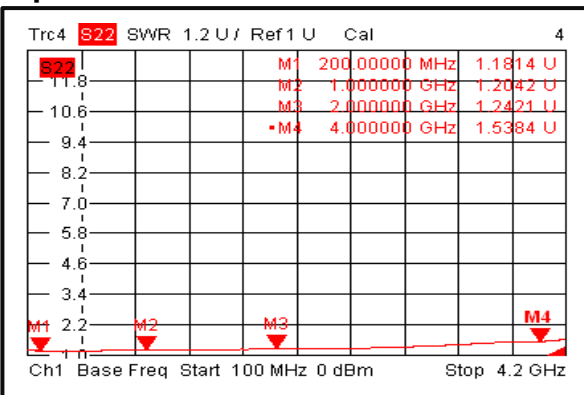 Trc4 S22 SWR 1.2 U / Ref 1 U Cal 4
S22 M1 200.00000 MHz 1.1814 U
11.8 M2 1.000000 GHz 1.2042 U
10.6 M3 2.000000 GHz 1.2421 U
9.4 •M4 4.000000 GHz 1.5384 U
8.2
7.0
5.8
4.6
3.4
M1 2.2 M2 M3 M4
1.0
Ch1 Base Freq Start 100 MHz 0 dBm Stop 4.2 GHz